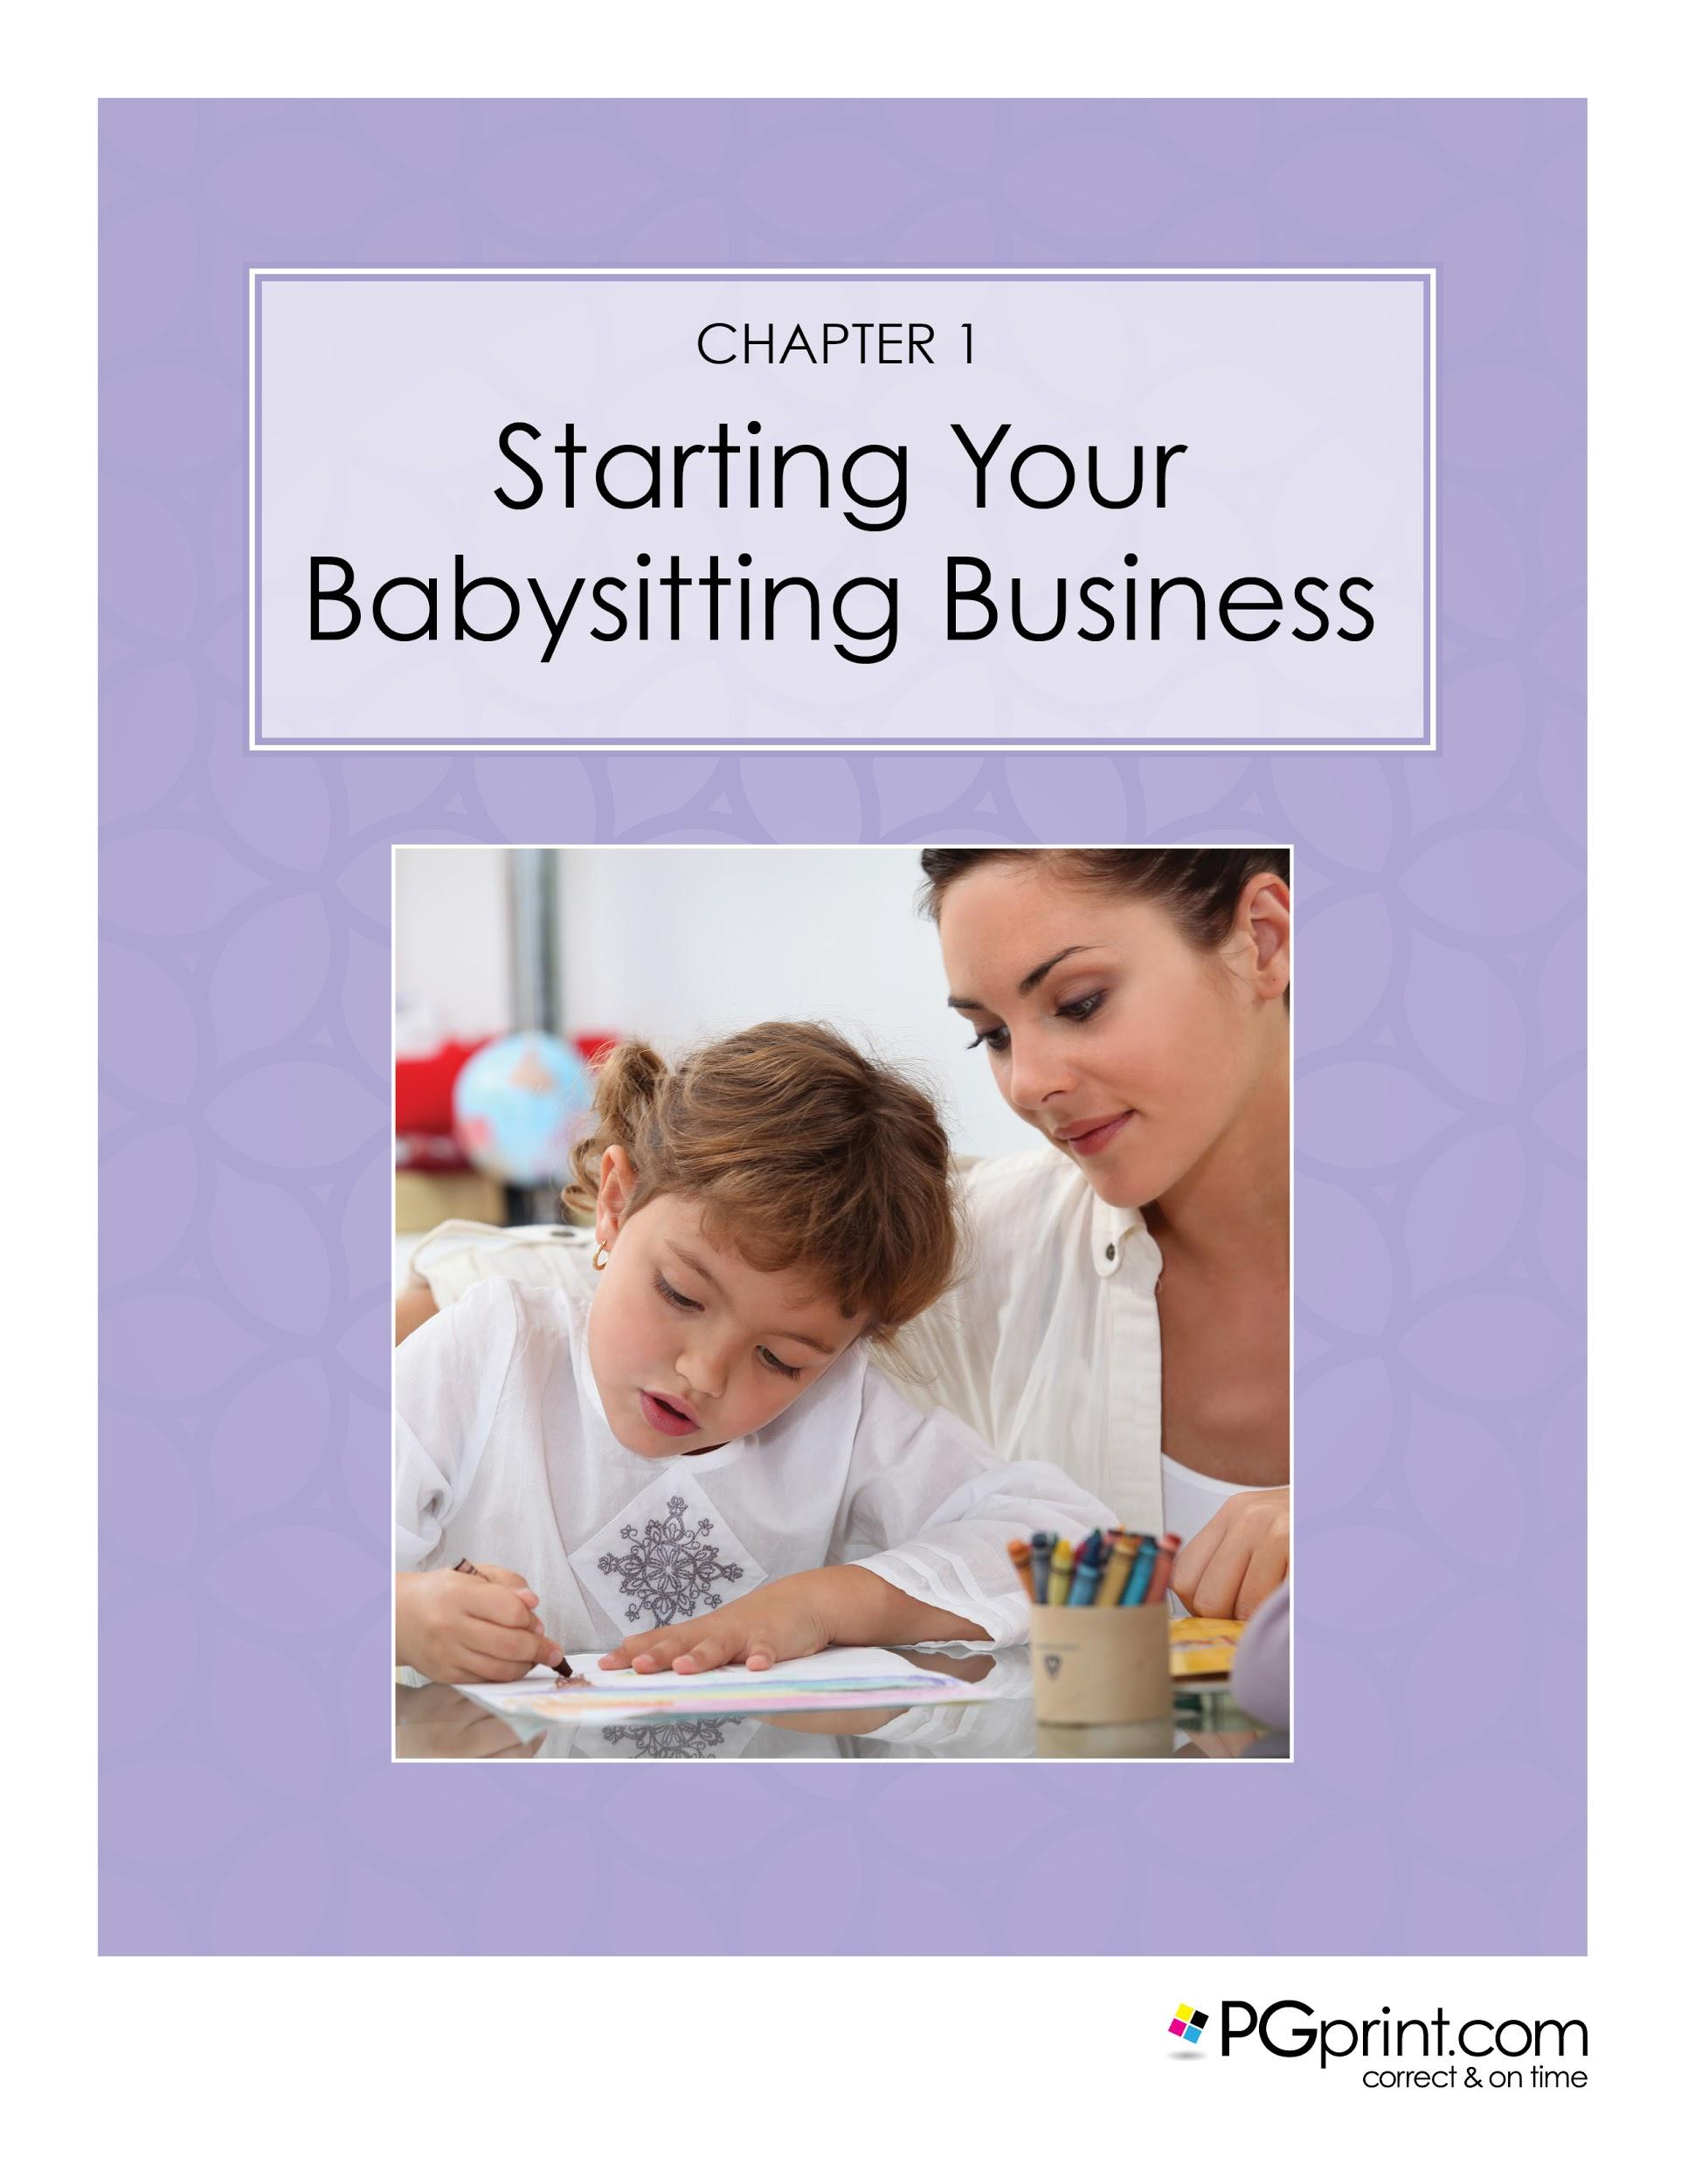 CHAPTER 1
Starting Your
Babysitting Business
PGprint.com
correct & on time